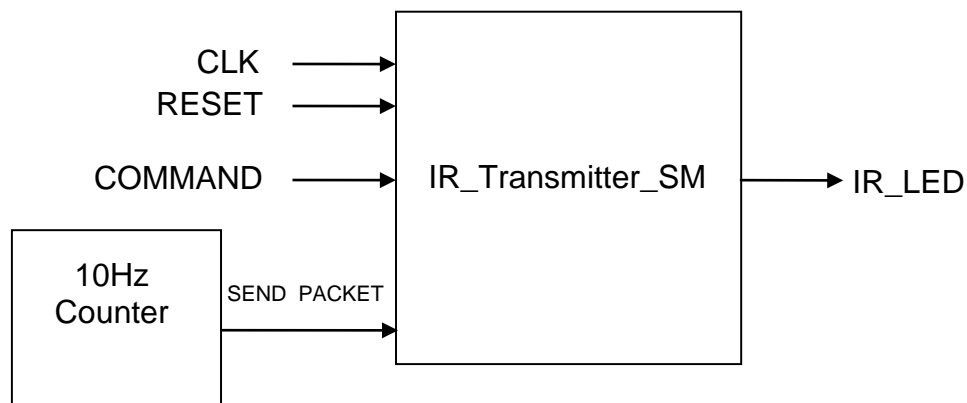 CLK
RESET
COMMAND
IR_Transmitter_SM
IR_LED
10Hz
Counter
SEND PACKET